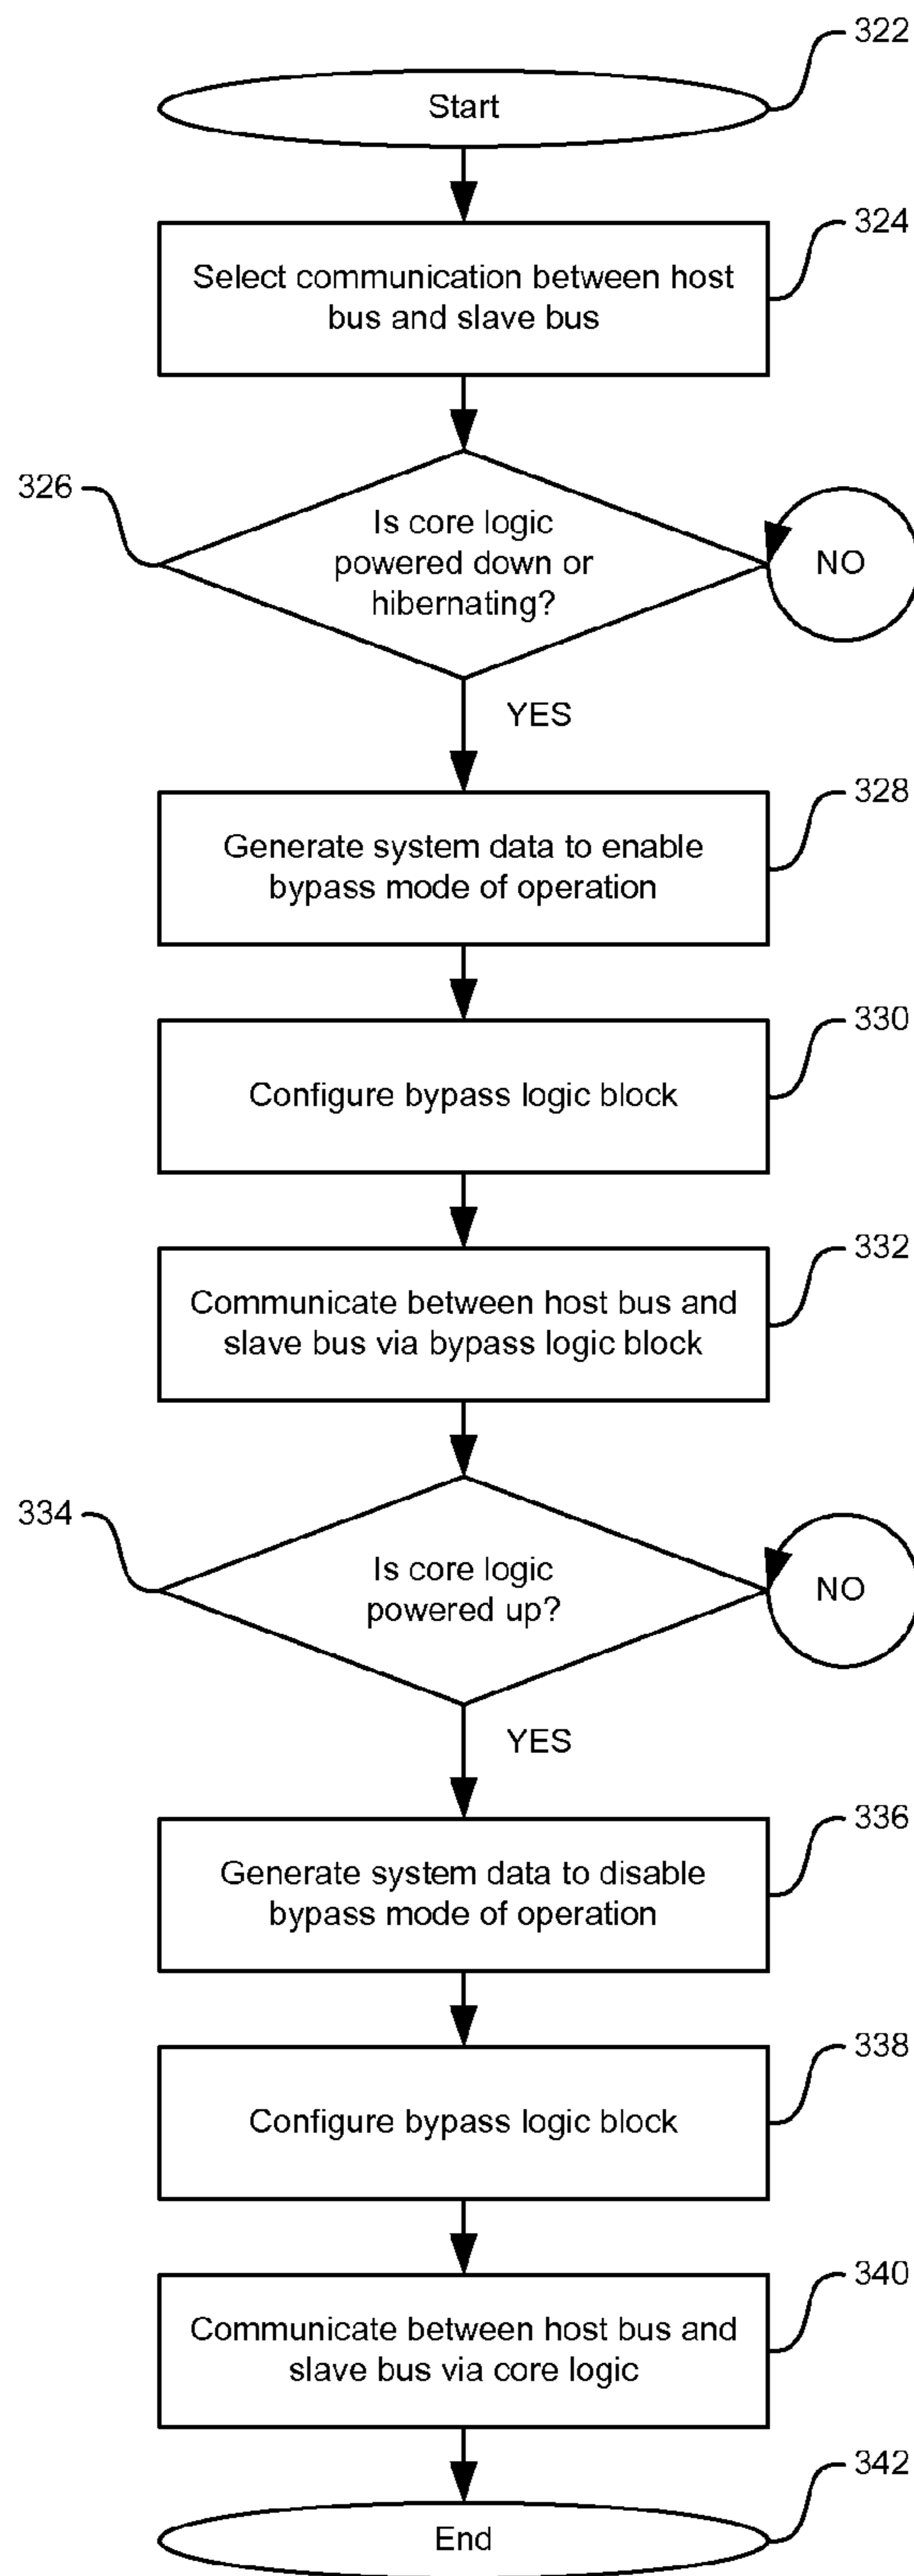 322
Start
324
Select communication between host
bus and slave bus
326
Is core logic
powered down or
hibernating?
NO
YES
328
Generate system data to enable
bypass mode of operation
330
Configure bypass logic block
332
Communicate between host bus and
slave bus via bypass logic block
334
Is core logic
powered up?
NO
YES
336
Generate system data to disable
bypass mode of operation
338
Configure bypass logic block
340
Communicate between host bus and
slave bus via core logic
342
End